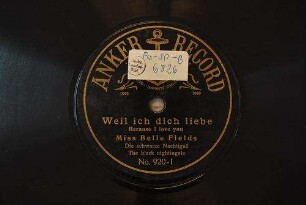 ANKER RECORD
Weil ich dich liebe
Because I love you
Miss Belle Fields
Die schwarze Nachtigall
The black nightingale
No. 920-I